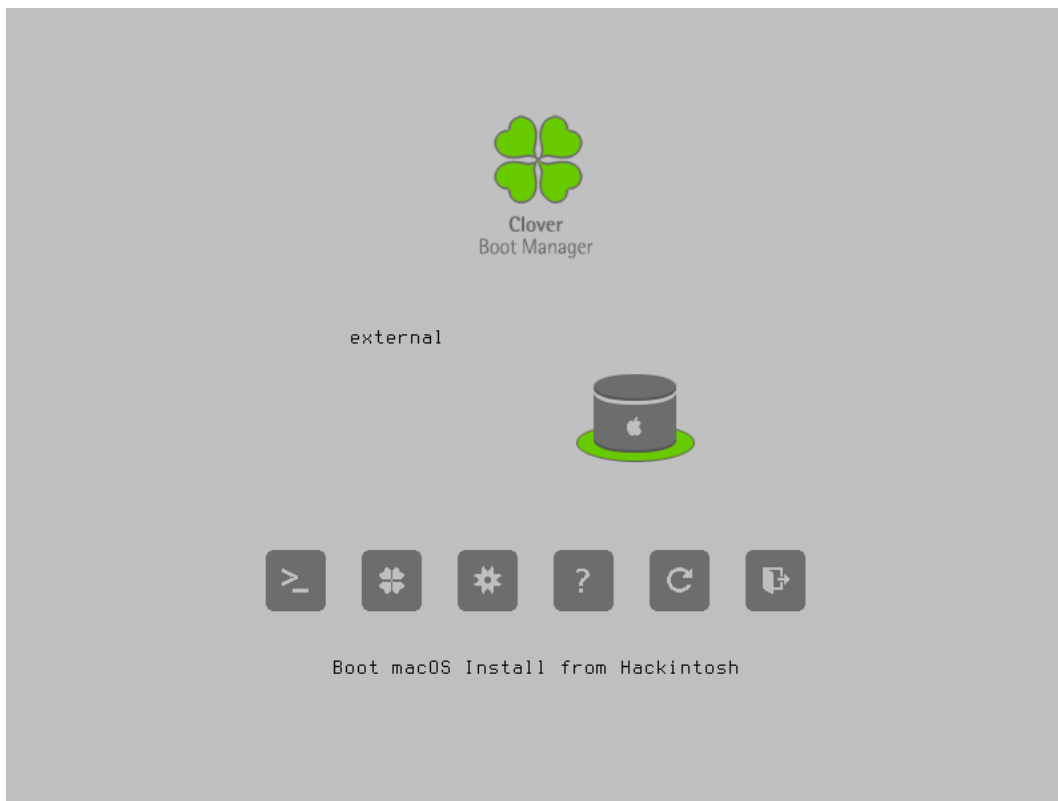 Clover
Boot Manager
external
>_
?
Boot macOS Install from Hackintosh